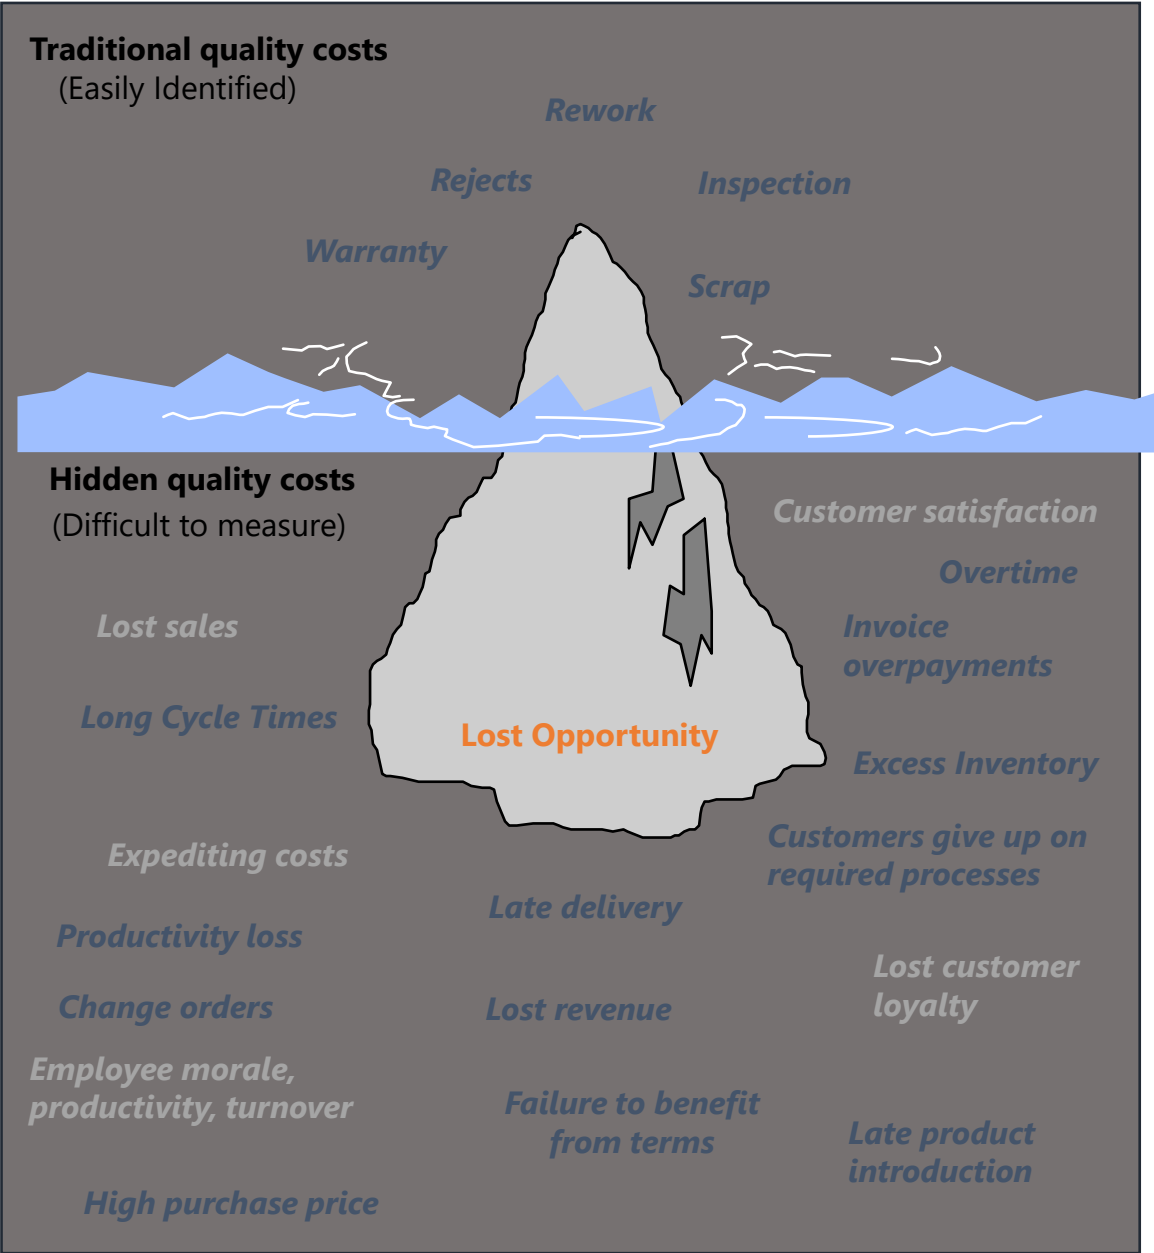 Traditional quality costs
(Easily Identified)
Rework
Rejects
Inspection
Warranty
Scrap
Hidden quality costs
(Difficult to measure)
Customer satisfaction
Overtime
Lost sales
Invoice
overpayments
Long Cycle Times
Lost Opportunity
Excess Inventory
Customers give up on
required processes
Expediting costs
Late delivery
Productivity loss
Lost customer
loyalty
Change orders
Lost revenue
Employee morale,
productivity, turnover
Failure to benefit
from terms
Late product
introduction
High purchase price